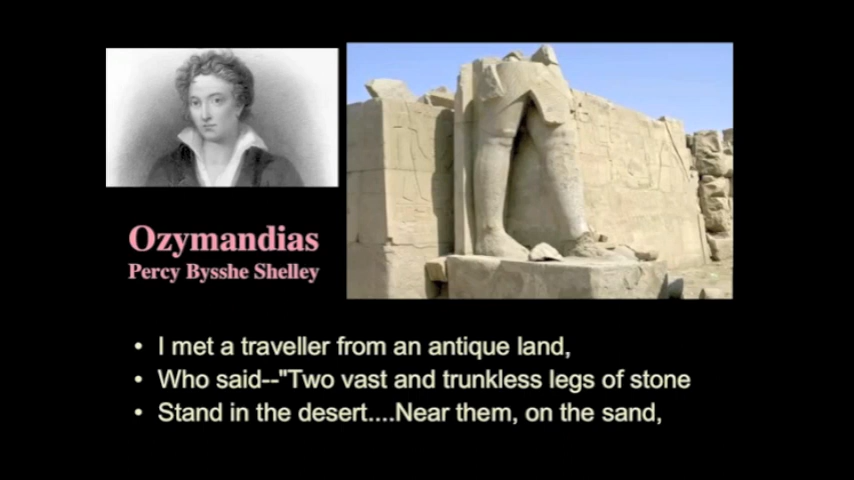 Ozymandias
Percy Bysshe Shelley
• I met a traveller from an antique land,
• Who said--"Two vast and trunkless legs of stone
• Stand in the desert....Near them, on the sand,